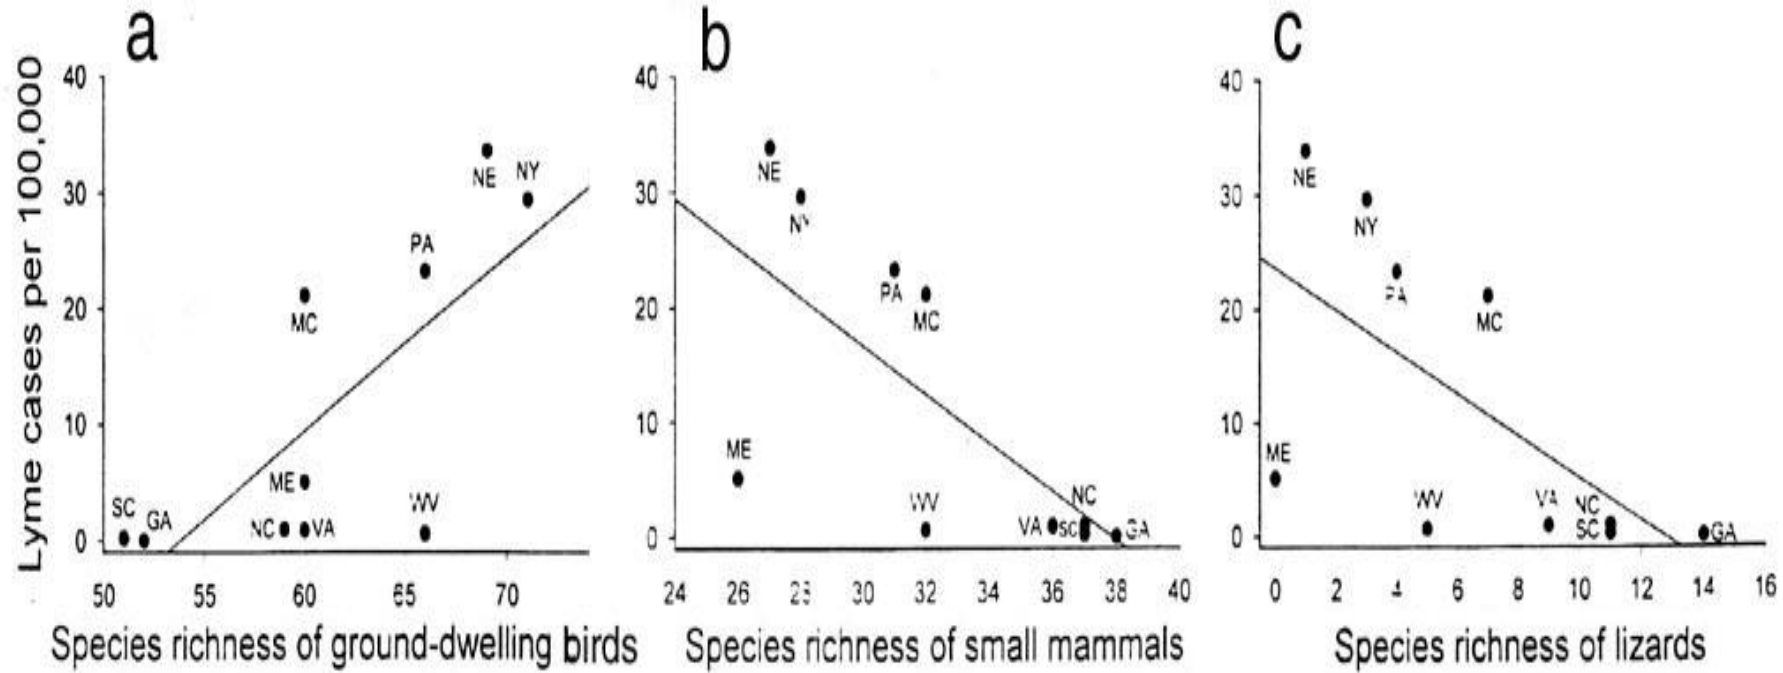 a
Lyme cases per 100,000
40
30
20
10
0
NE
NY
PA
MC
ME
WV
SC
GA
NC
VA
50 55 60 65 70
Species richness of ground-dwelling birds
b
40
30
20
10
0
NE
PA
MC
ME
WV
NC
VA
SC
GA
24 26 30 32 34 36 38 40
Species richness of small mammals
c
40
30
20
10
0
NE
NY
PA
MC
ME
WV
VA
NC
SC
GA
0 2 4 6 8 10 12 14 16
Species richness of lizards